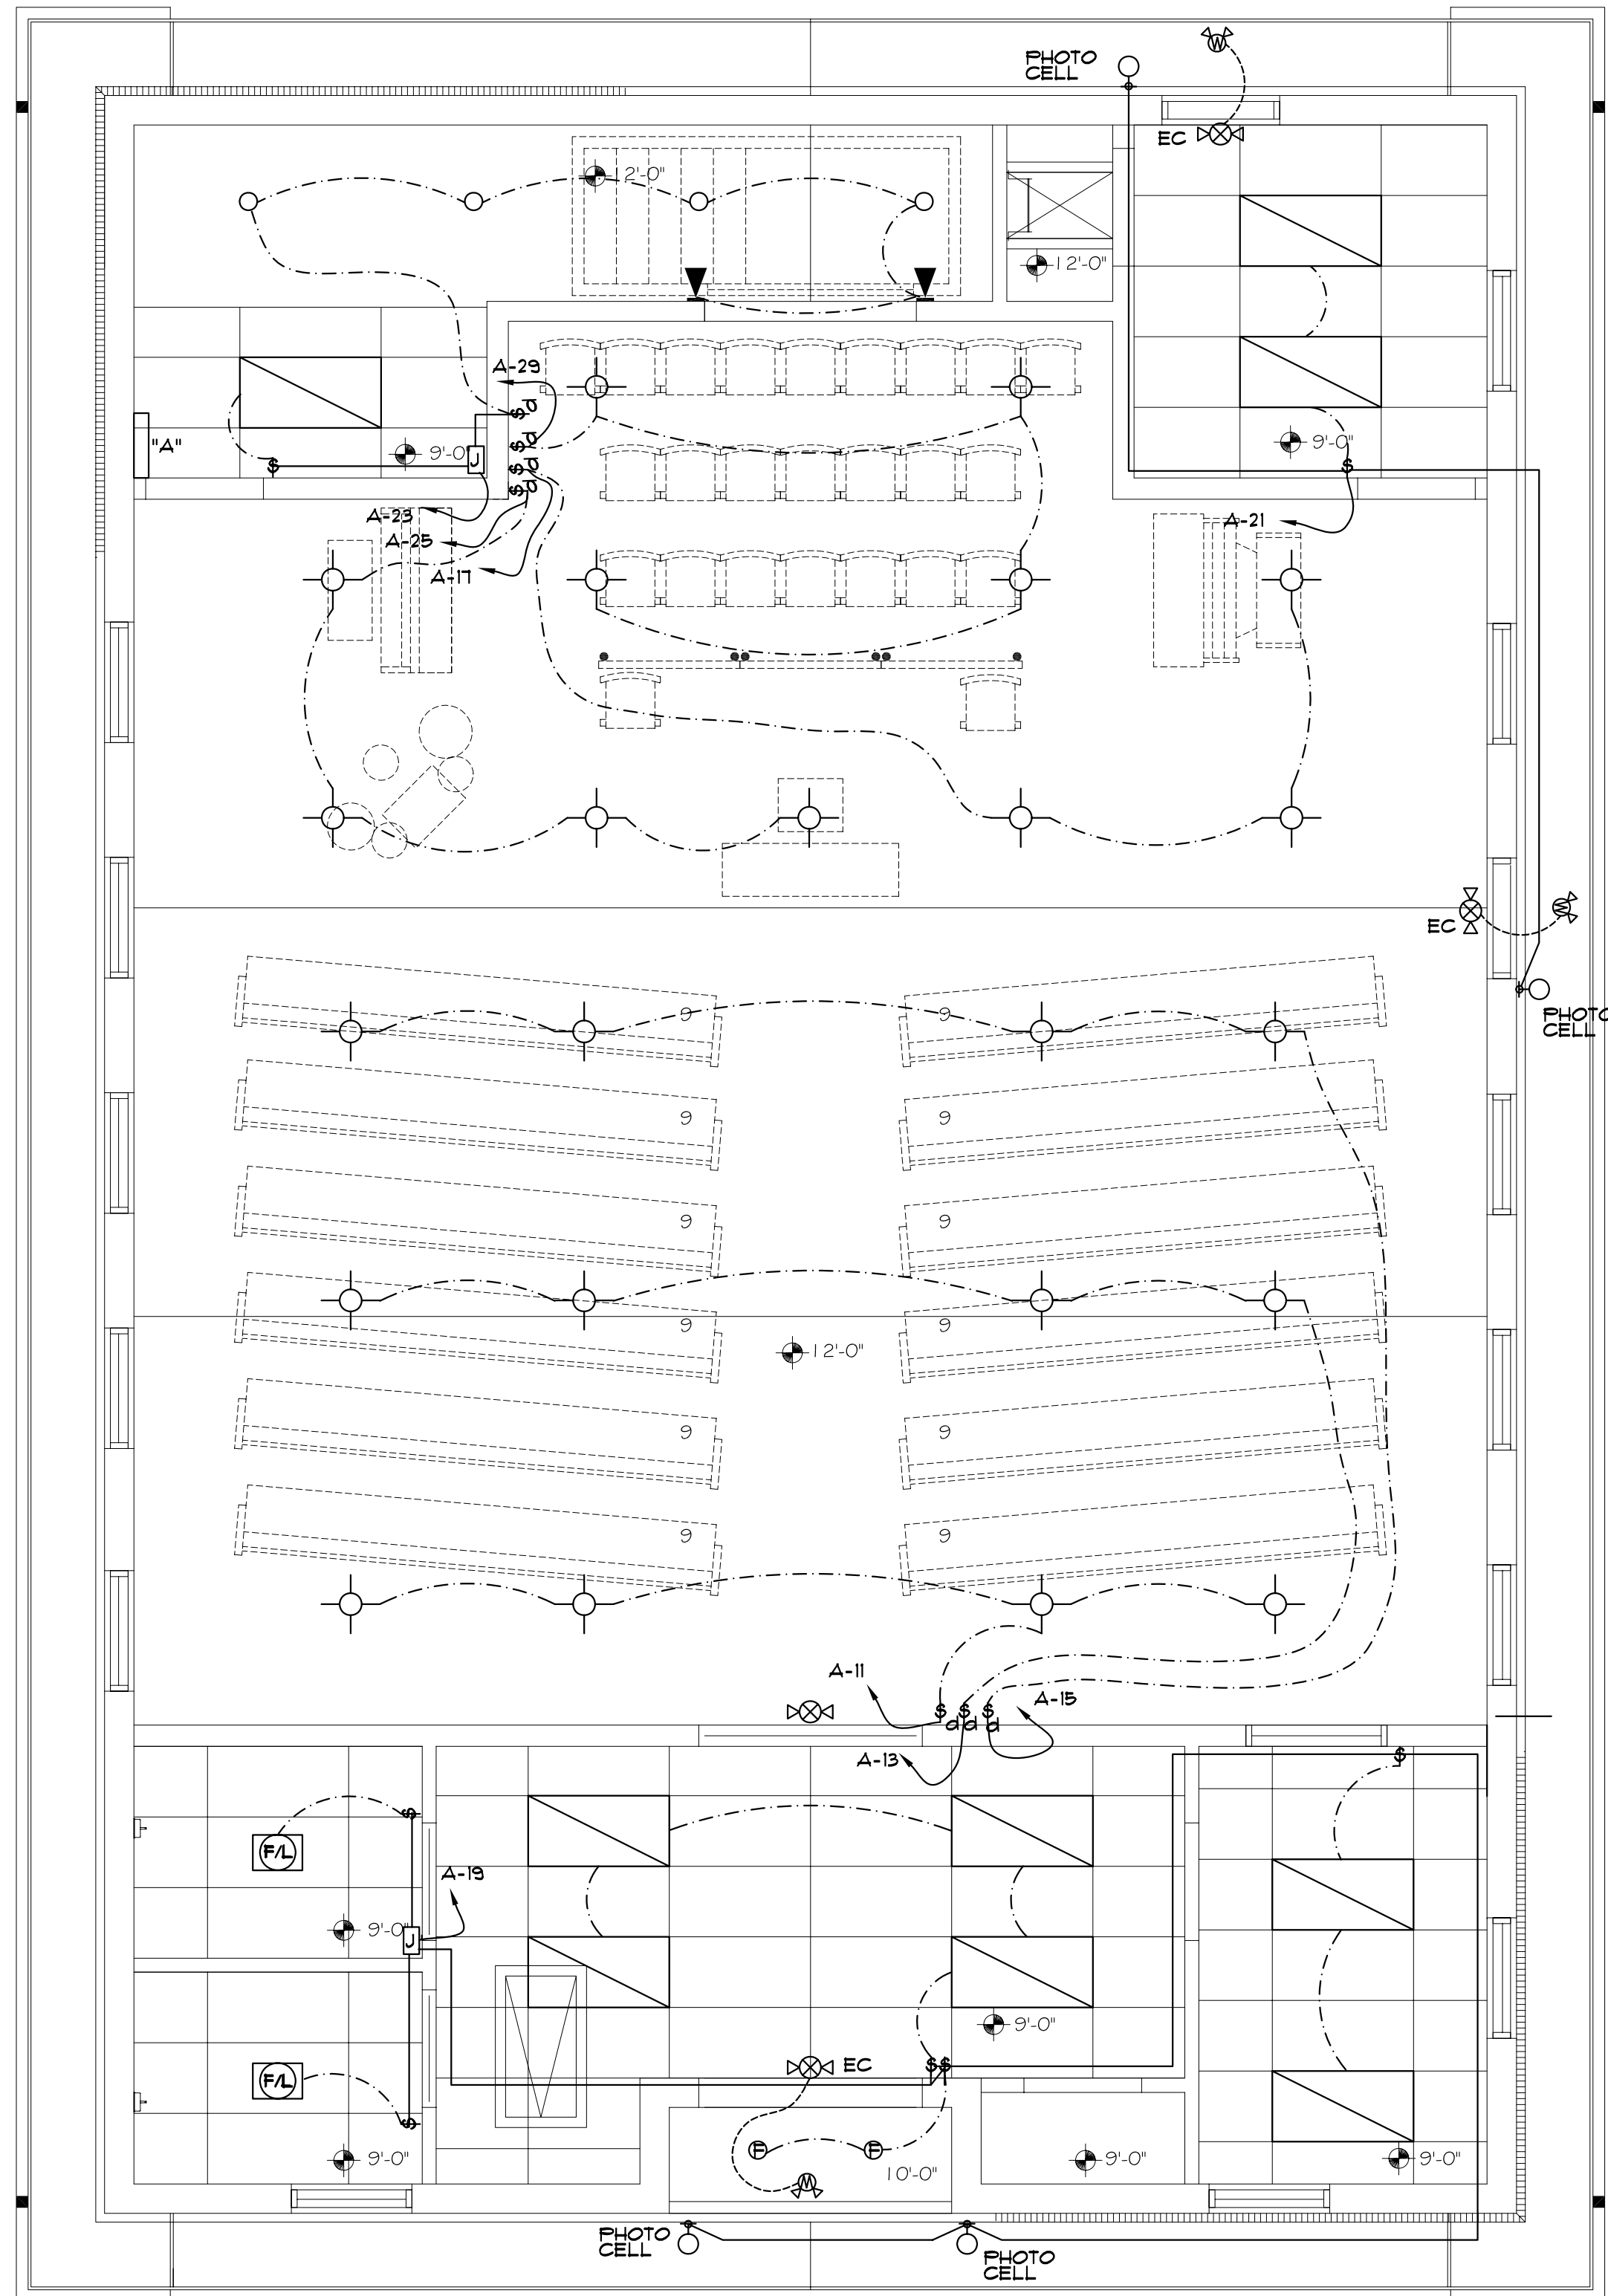 PHOTO
CELL
W
EC
12'-0"
12'-0"
A-29
$d
"A"
9'-0"
J
$
$d
$d
$d
9'-0"
$
A-23
A-25
A-17
A-21
EC
W
PHOTO
CELL
9
9
9
9
9
9
9
9
12'-0"
9
9
9
9
A-11
$d
$d
$d
A-15
A-13
$
$
F/L
A-19
9'-0"
J
9'-0"
F/L
EC
$$
$
F
F
W
9'-0"
10'-0"
9'-0"
9'-0"
PHOTO
CELL
PHOTO
CELL